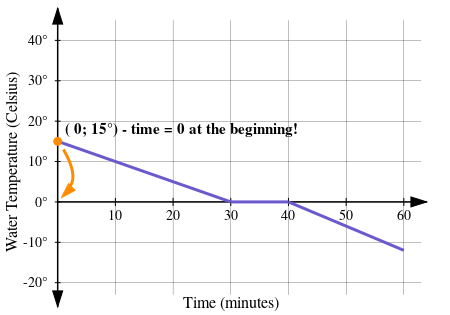 40°
30°
20°
( 0; 15°) - time = 0 at the beginning!
10°
0°
10 20 30 40 50 60
-10°
-20°
Water Temperature (Celsius)
Time (minutes)